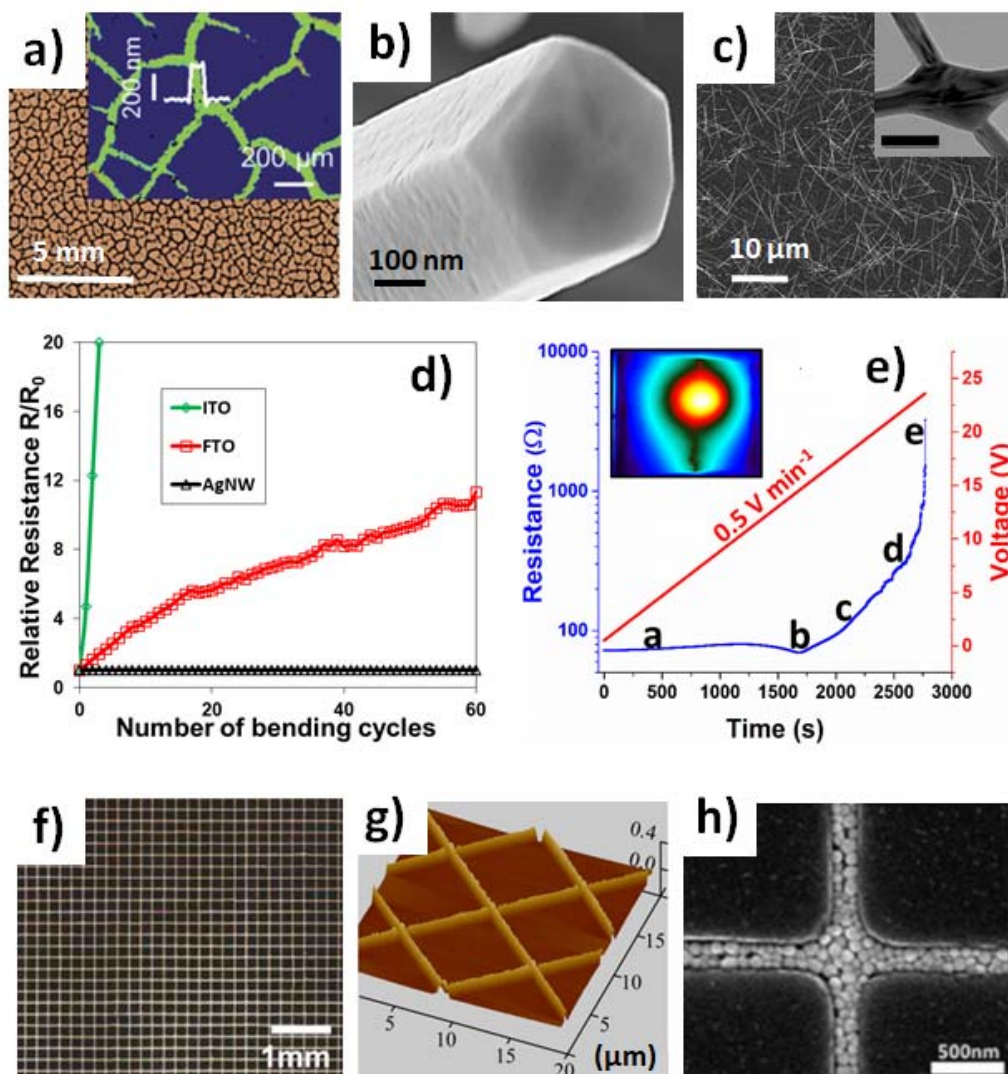 a)
200 nm
200 µm
5 mm
b)
100 nm
c)
10 µm
d)
Relative Resistance R/R₀
20
16
12
8
4
0
ITO
FTO
AgNW
0
20
40
60
Number of bending cycles
e)
Resistance (Ω)
10000
1000
100
0.5 V min⁻¹
a
b
c
d
e
25
20
15
10
5
0
Voltage (V)
0
500
1000
1500
2000
2500
3000
Time (s)
f)
1mm
g)
0.4
0.0
5
10
15
20
15
10
5
(µm)
h)
500nm